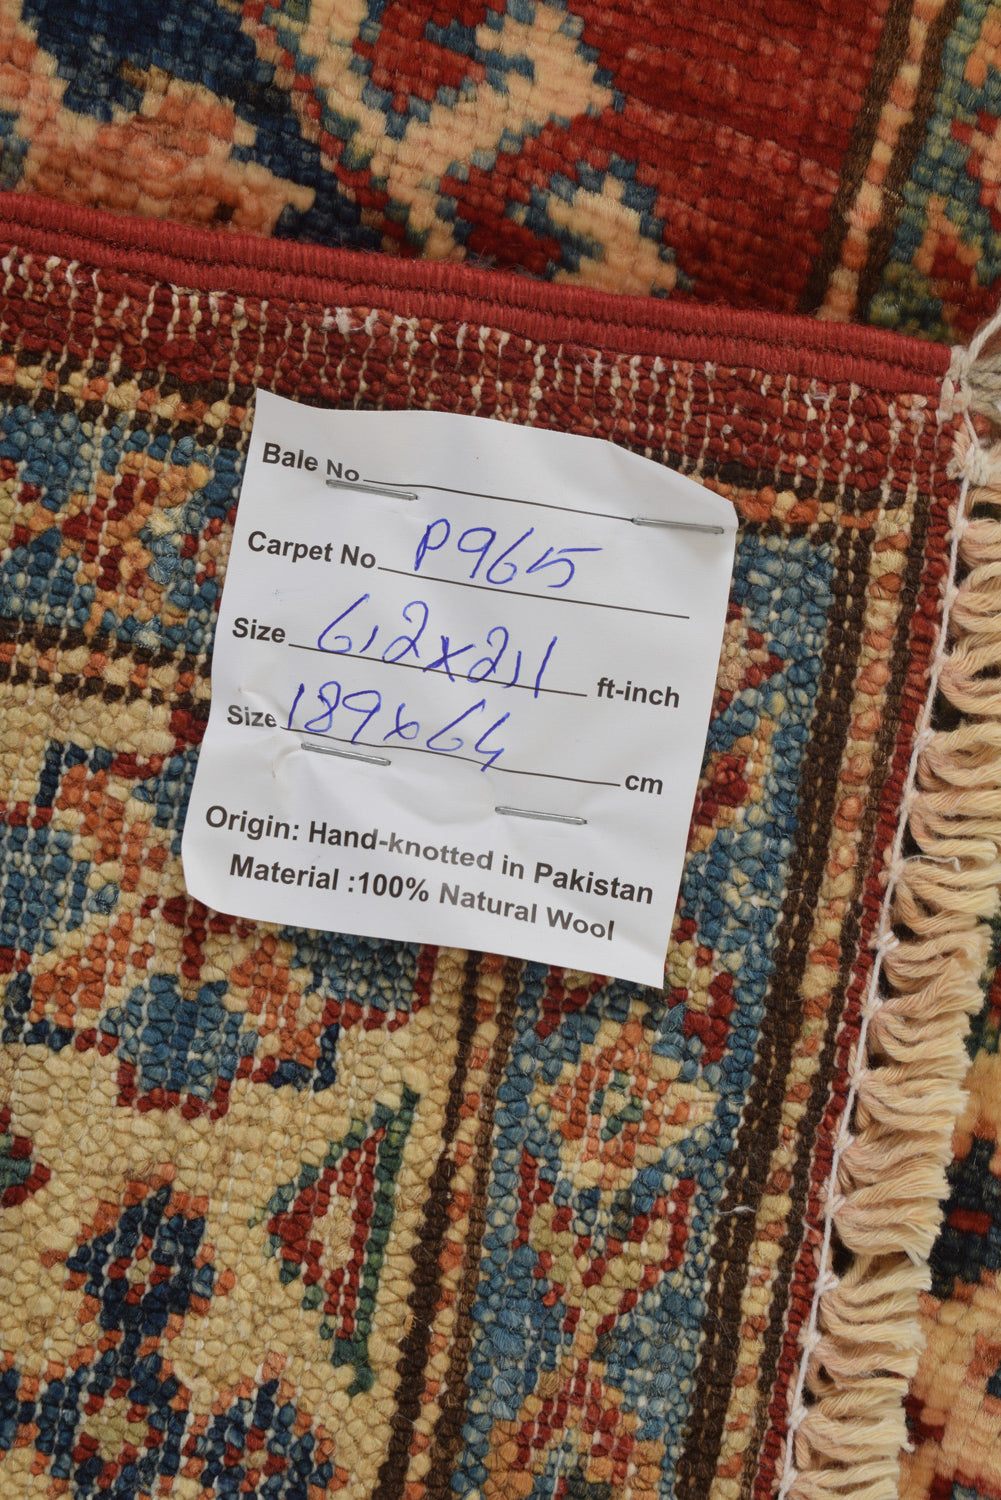 Bale No
Carpet No P965
Size 6,2x2,1 ft-inch
Size 189x64 cm
Origin: Hand-knotted in Pakistan
Material :100% Natural Wool